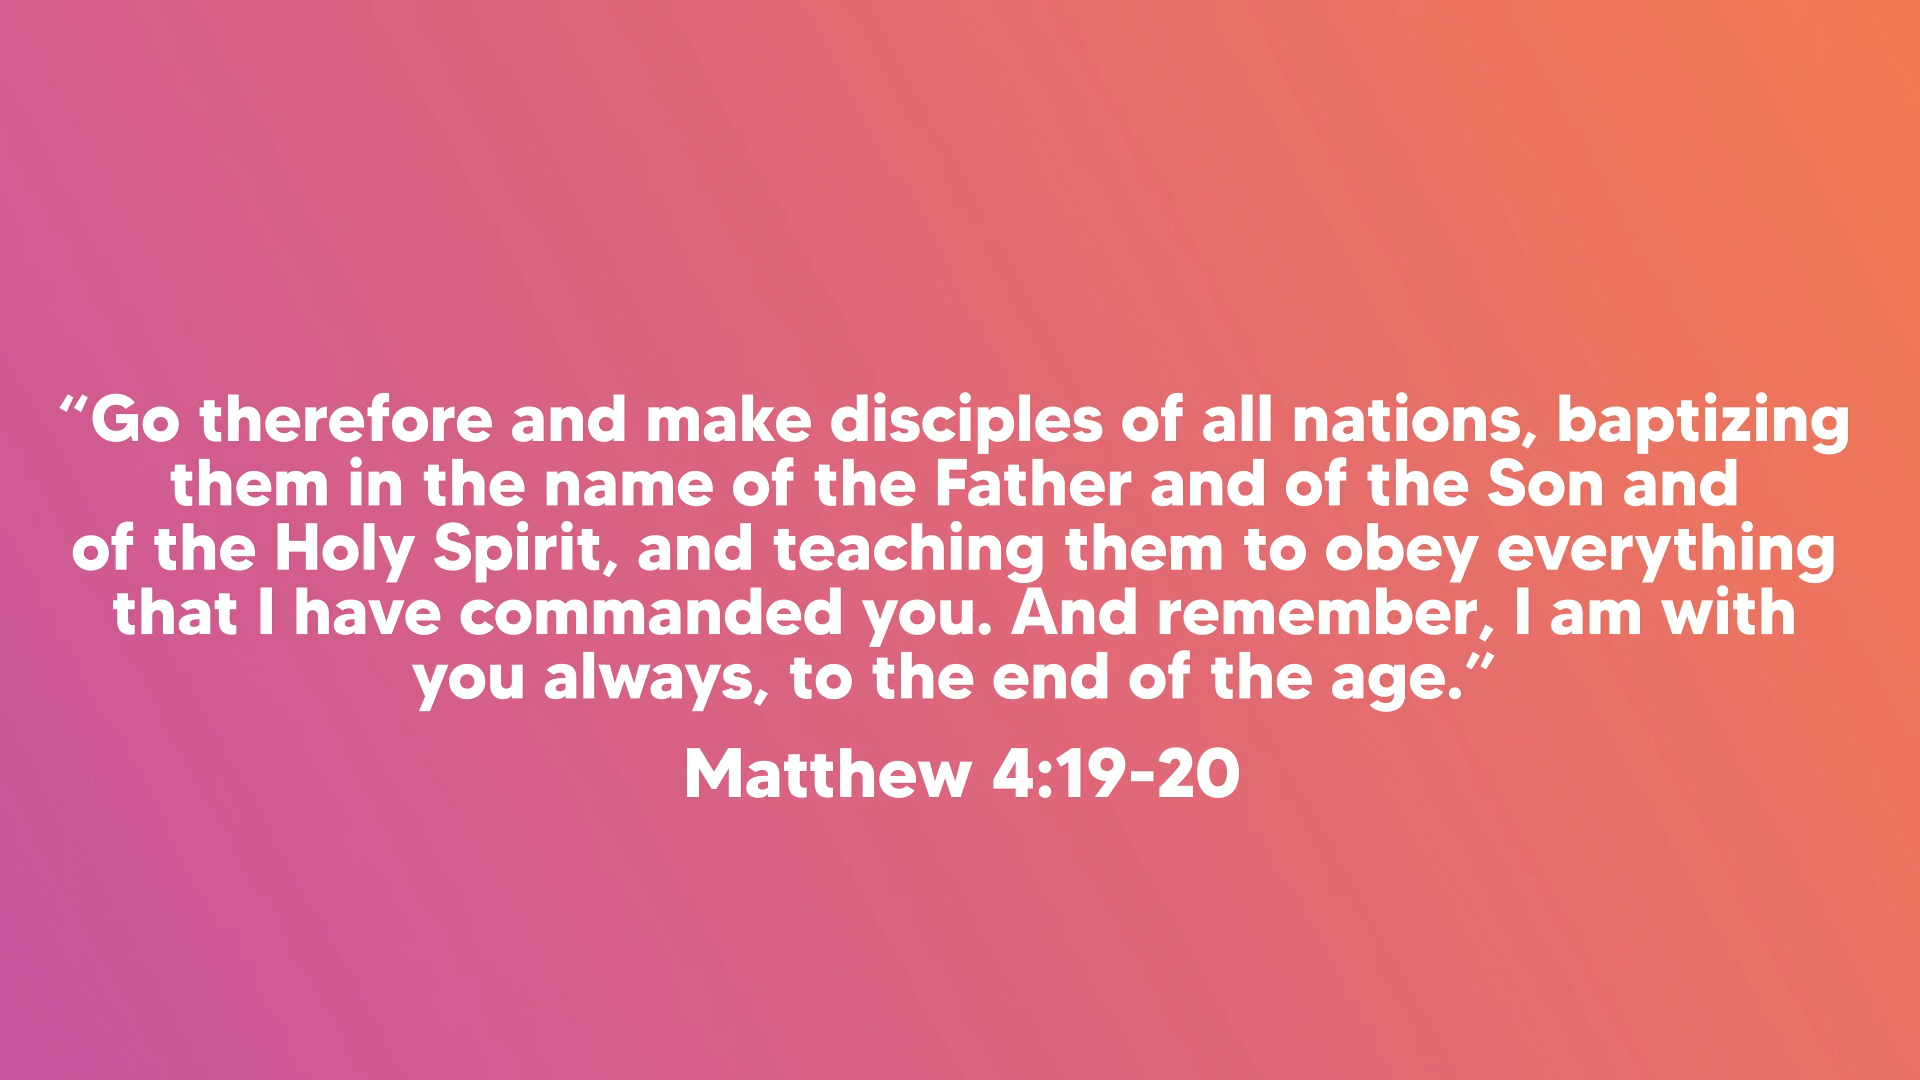 “Go therefore and make disciples of all nations, baptizing
them in the name of the Father and of the Son and
of the Holy Spirit, and teaching them to obey everything
that I have commanded you. And remember, I am with
you always, to the end of the age.”
Matthew 4:19-20